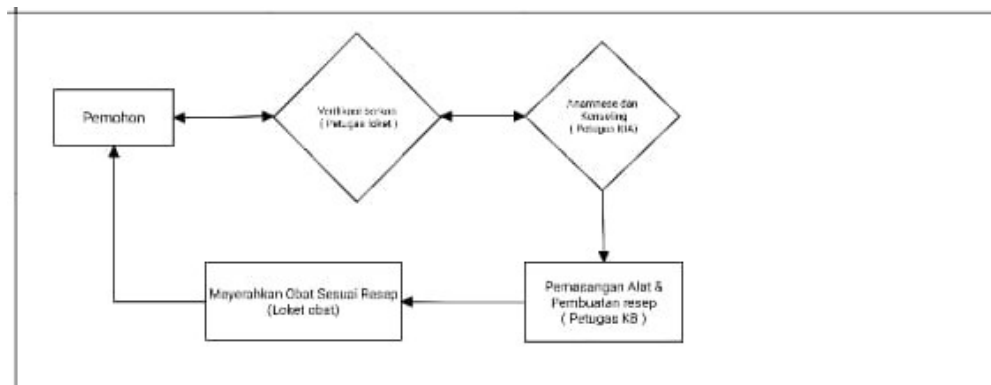 Pemohon
Verifikasi berkas
( Petugas loket )
Anamnese dan
Konseling
( Petugas KIA)
Meyerahkan Obat Sesuai Resep
(Loket obat)
Pemasangan Alat &
Pembuatan resep
( Petugas KB )